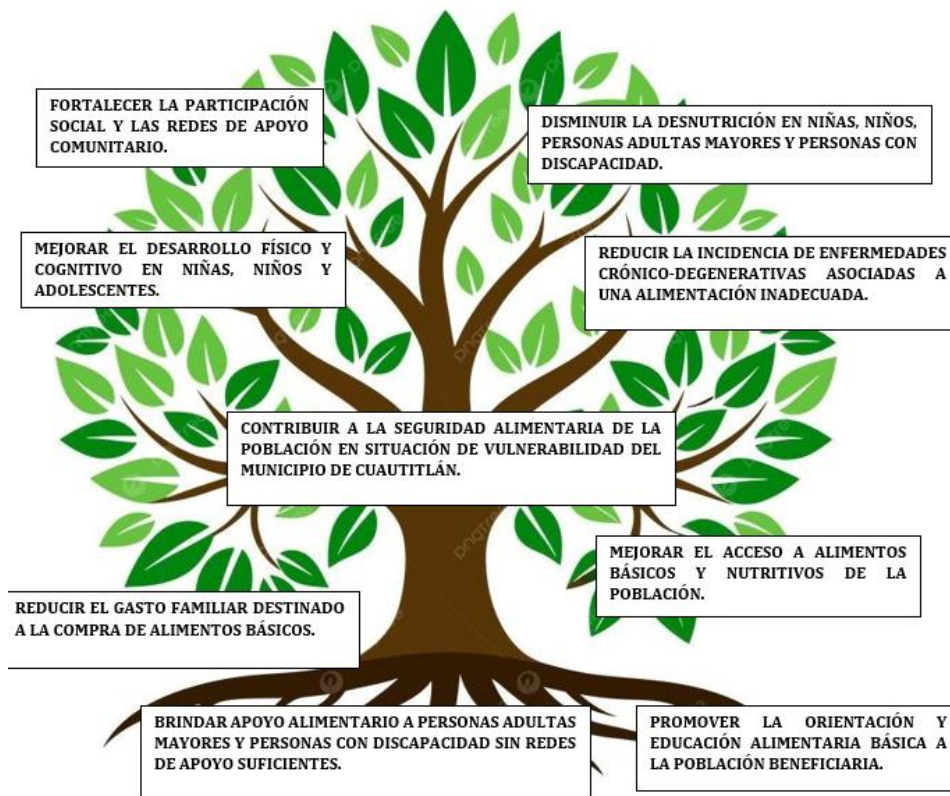 FORTALECER LA PARTICIPACIÓN
SOCIAL Y LAS REDES DE APOYO
COMUNITARIO.
DISMINUIR LA DESNUTRICIÓN EN NIÑAS, NIÑOS,
PERSONAS ADULTAS MAYORES Y PERSONAS CON
DISCAPACIDAD.
MEJORAR EL DESARROLLO FÍSICO Y
COGNITIVO EN NIÑAS, NIÑOS Y
ADOLESCENTES.
REDUCIR LA INCIDENCIA DE ENFERMEDADES
CRÓNICO-DEGENERATIVAS ASOCIADAS A
UNA ALIMENTACIÓN INADECUADA.
CONTRIBUIR A LA SEGURIDAD ALIMENTARIA DE LA
POBLACIÓN EN SITUACIÓN DE VULNERABILIDAD DEL
MUNICIPIO DE CUAUTITLÁN.
MEJORAR EL ACCESO A ALIMENTOS
BÁSICOS Y NUTRITIVOS DE LA
POBLACIÓN.
REDUCIR EL GASTO FAMILIAR DESTINADO
A LA COMPRA DE ALIMENTOS BÁSICOS.
BRINDAR APOYO ALIMENTARIO A PERSONAS ADULTAS
MAYORES Y PERSONAS CON DISCAPACIDAD SIN REDES
DE APOYO SUFICIENTES.
PROMOVER LA ORIENTACIÓN Y
EDUCACIÓN ALIMENTARIA BÁSICA A
LA POBLACIÓN BENEFICIARIA.